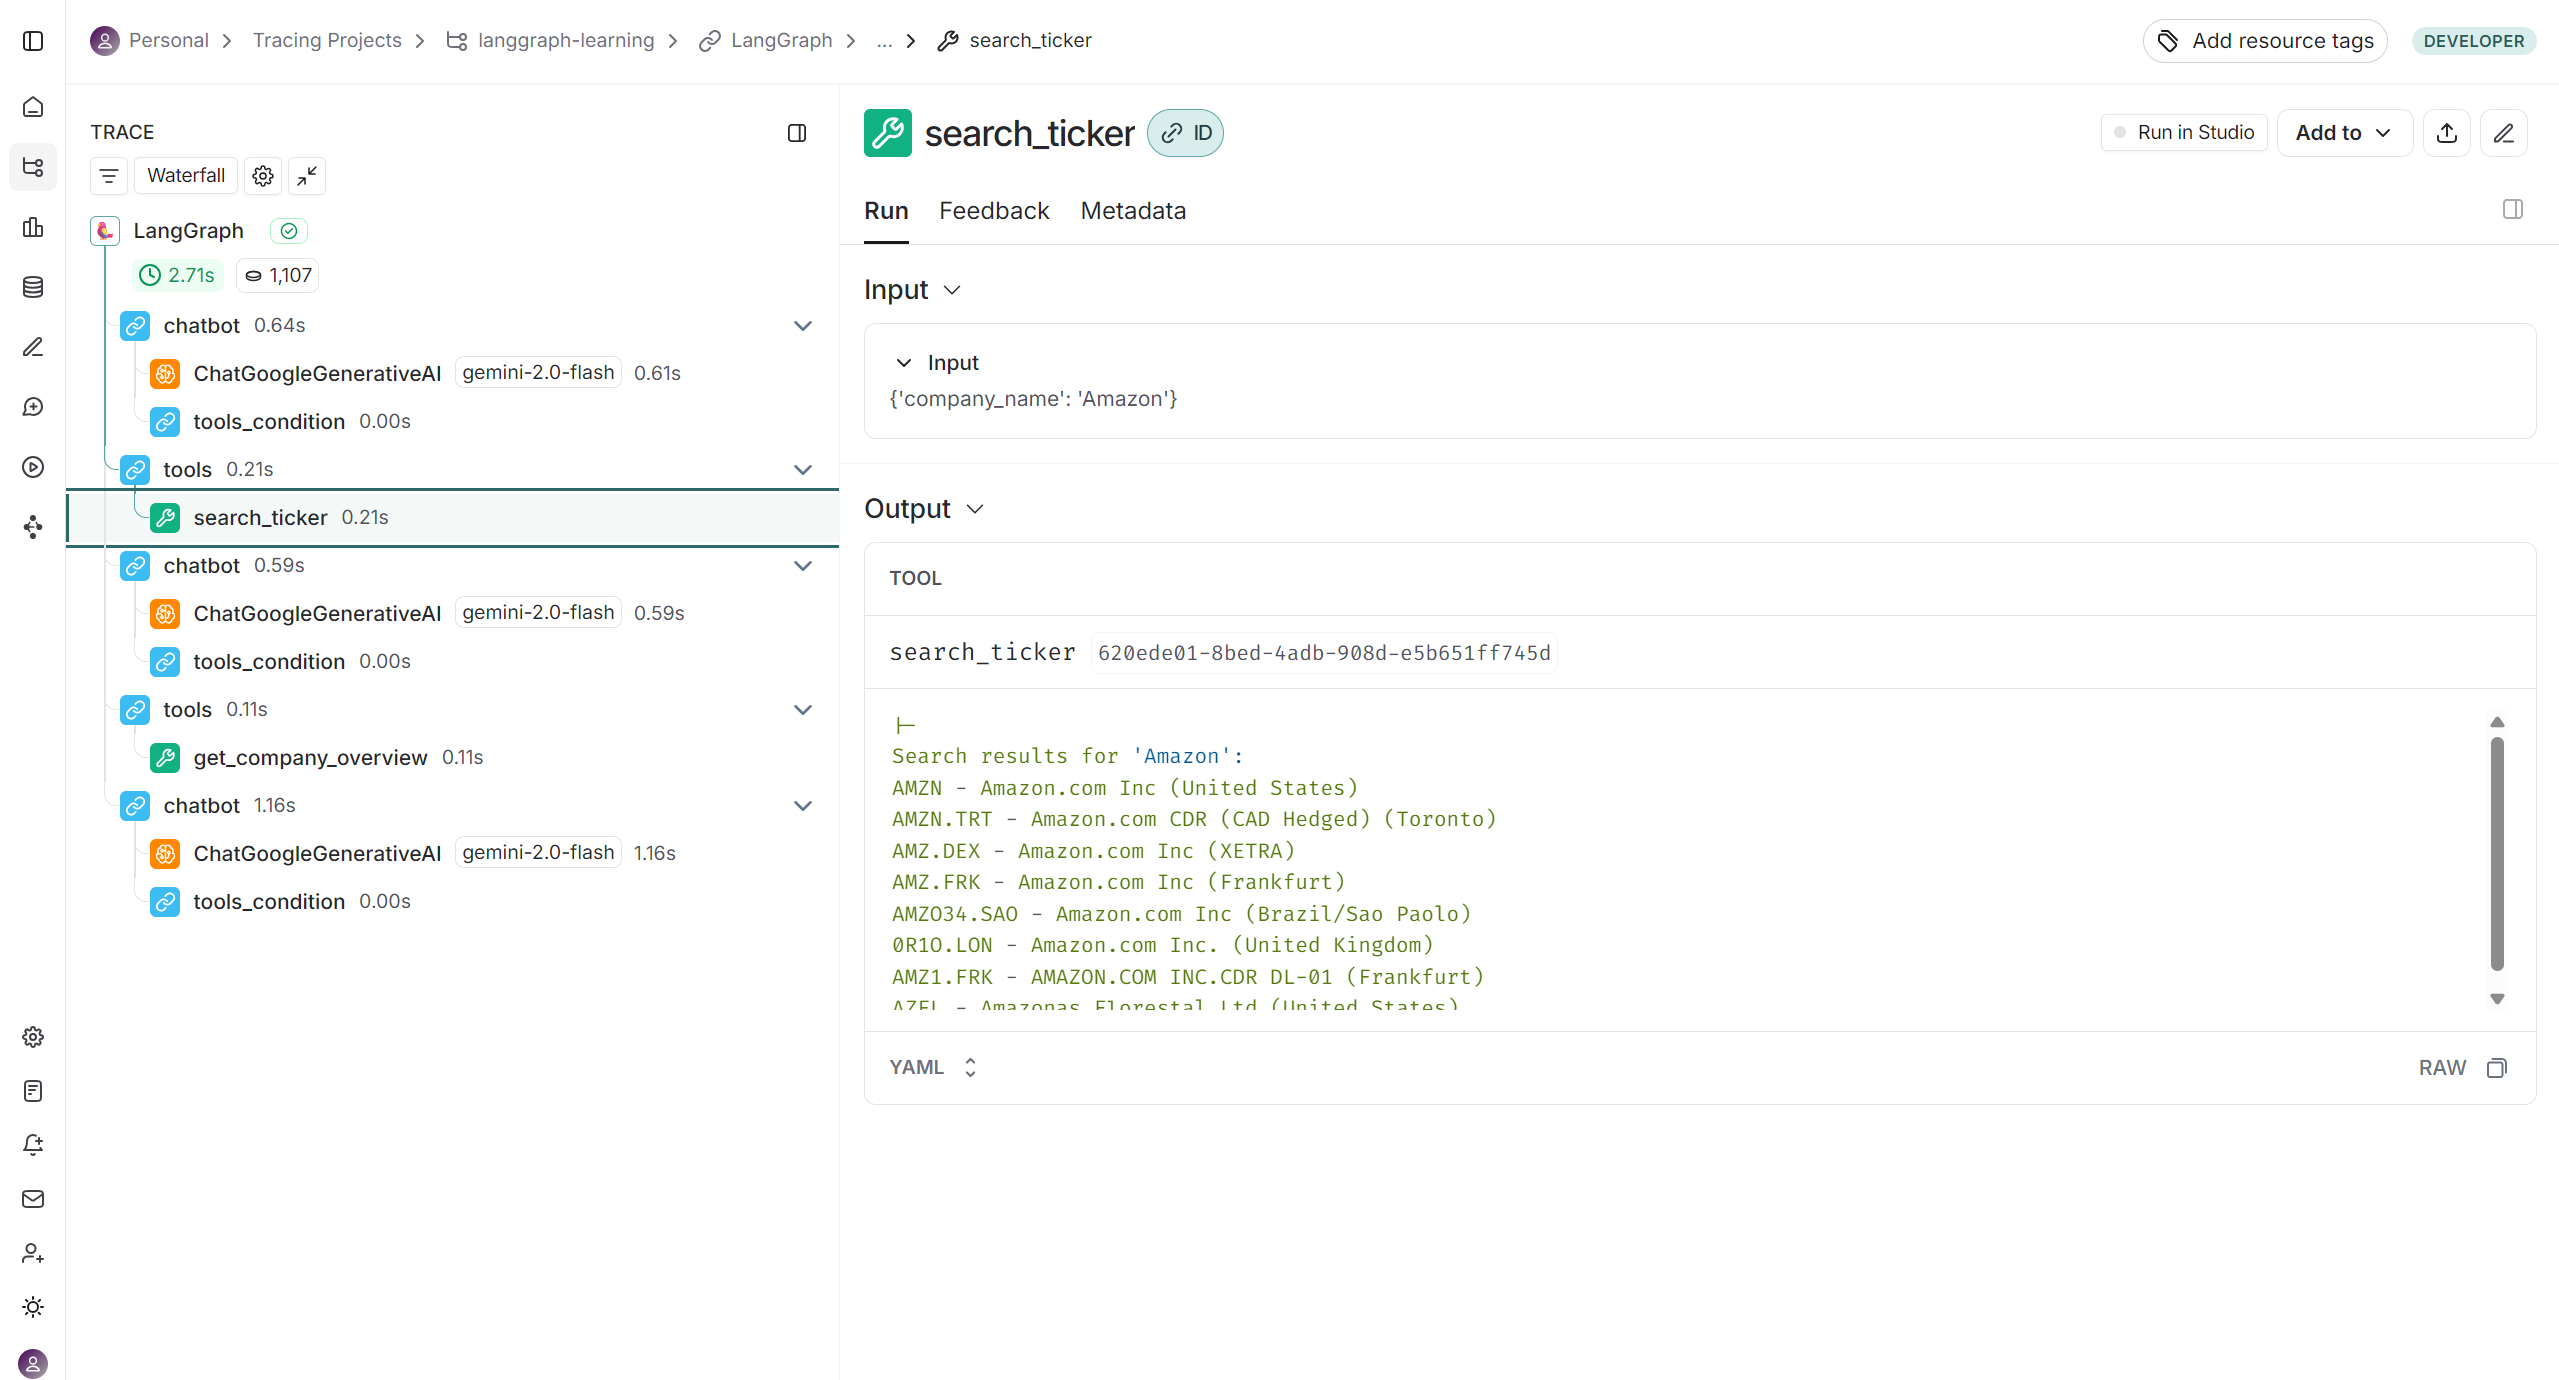 Personal
Tracing Projects
langgraph-learning
LangGraph
...
search_ticker
Add resource tags
DEVELOPER
TRACE
Waterfall
LangGraph
2.71s
1,107
chatbot 0.64s
ChatGoogleGenerativeAI gemini-2.0-flash 0.61s
tools_condition 0.00s
tools 0.21s
search_ticker 0.21s
chatbot 0.59s
ChatGoogleGenerativeAI gemini-2.0-flash 0.59s
tools_condition 0.00s
tools 0.11s
get_company_overview 0.11s
chatbot 1.16s
ChatGoogleGenerativeAI gemini-2.0-flash 1.16s
tools_condition 0.00s
search_ticker ID
Run in Studio
Add to
Run Feedback Metadata
Input
Input
{'company_name': 'Amazon'}
Output
TOOL
search_ticker 620ede01-8bed-4adb-908d-e5b651ff745d
|-
Search results for 'Amazon':
AMZN - Amazon.com Inc (United States)
AMZN.TRT - Amazon.com CDR (CAD Hedged) (Toronto)
AMZ.DEX - Amazon.com Inc (XETRA)
AMZ.FRK - Amazon.com Inc (Frankfurt)
AMZO34.SAO - Amazon.com Inc (Brazil/Sao Paolo)
0R1O.LON - Amazon.com Inc. (United Kingdom)
AMZ1.FRK - AMAZON.COM INC.CDR DL-01 (Frankfurt)
AZFL - Amazonas Florestal Ltd (United States)
YAML
RAW